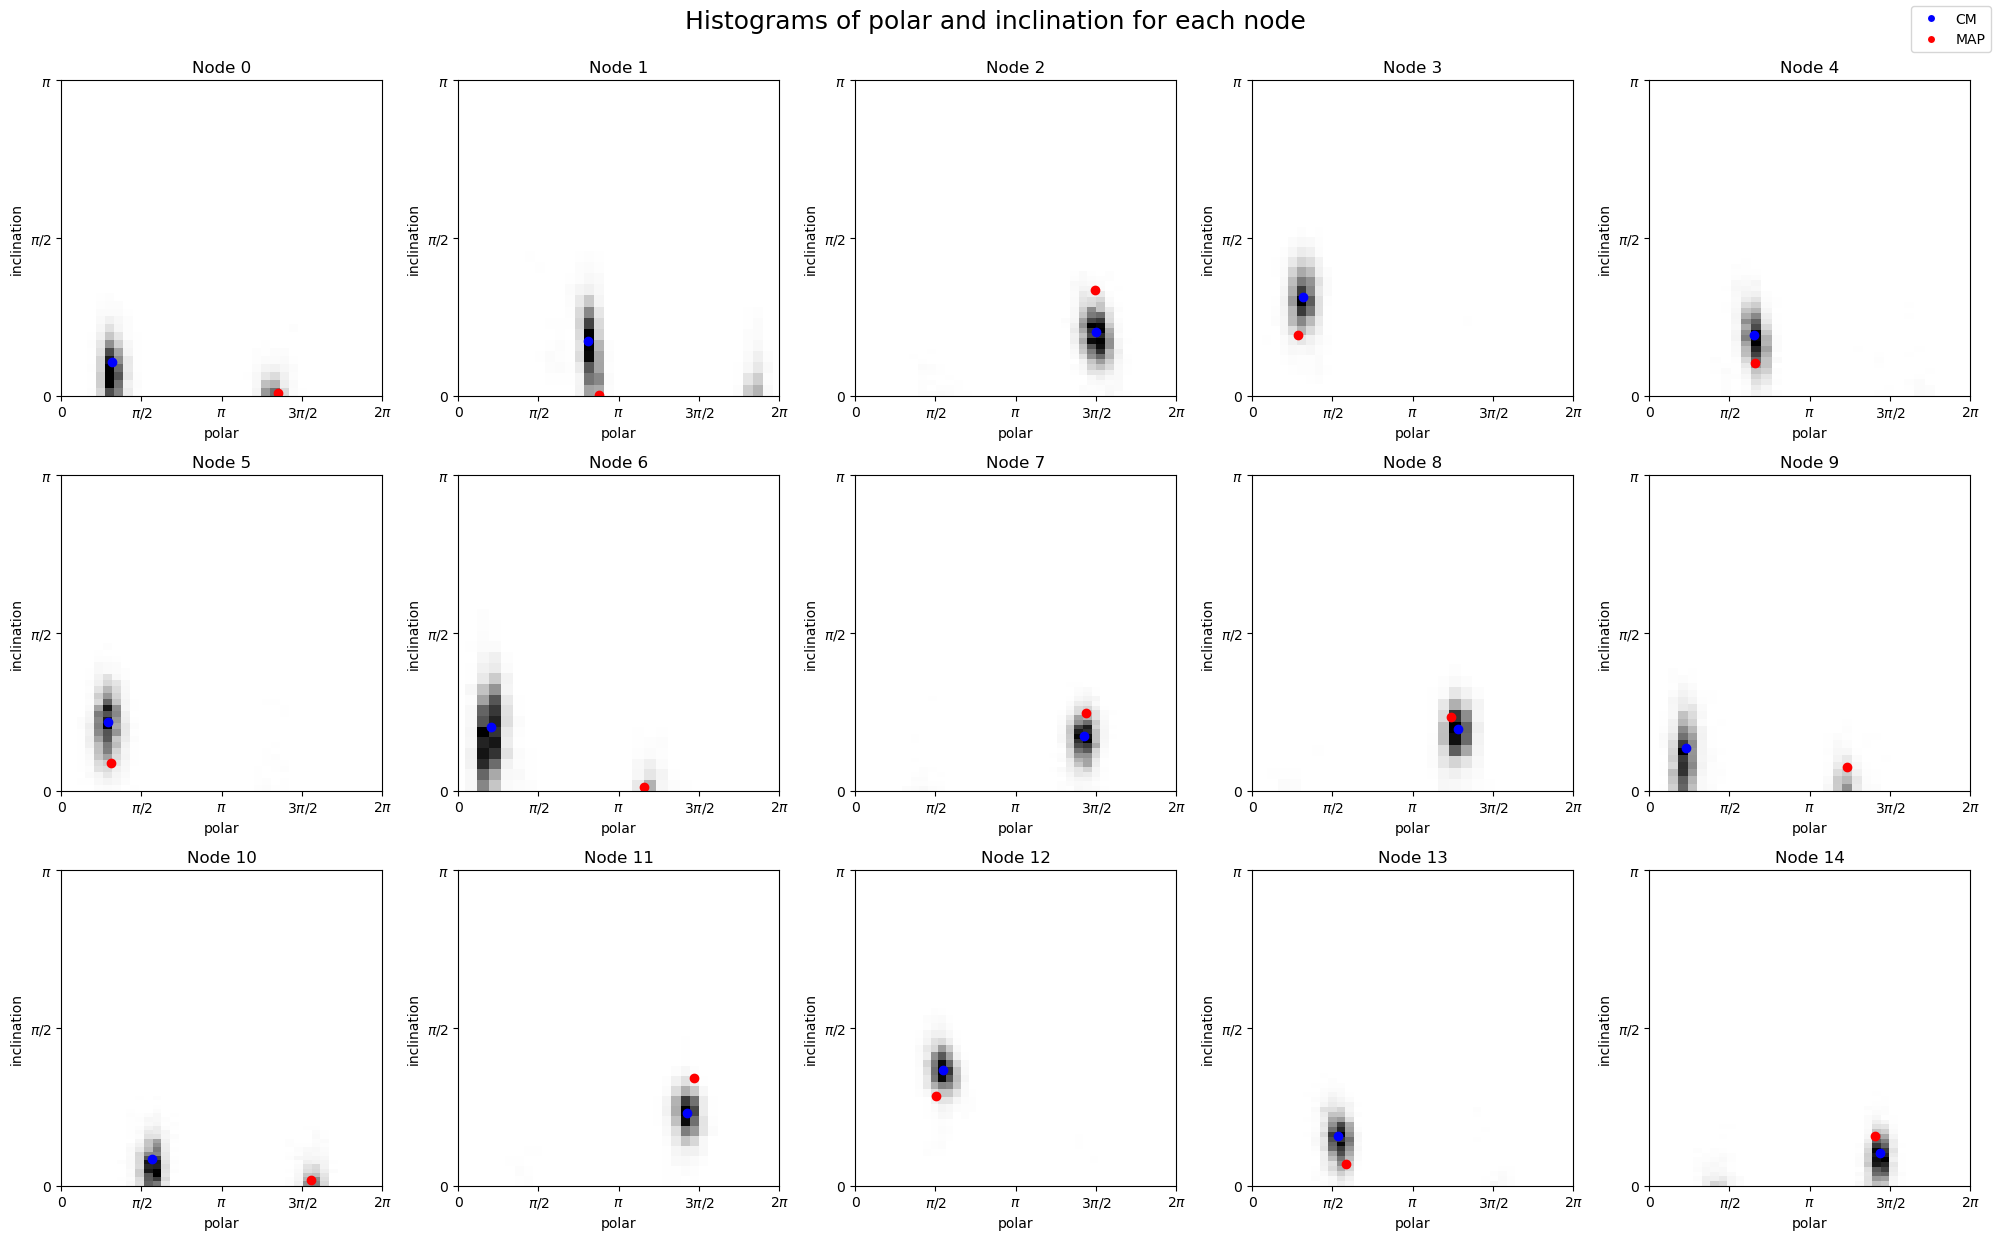 Histograms of polar and inclination for each node
CM
MAP
Node 0
Node 1
Node 2
Node 3
Node 4
π
π
π
π
π
inclination
inclination
inclination
inclination
inclination
π/2
π/2
π/2
π/2
π/2
0
0
0
0
0
0 π/2 π 3π/2 2π
0 π/2 π 3π/2 2π
0 π/2 π 3π/2 2π
0 π/2 π 3π/2 2π
0 π/2 π 3π/2 2π
polar
polar
polar
polar
polar
Node 5
Node 6
Node 7
Node 8
Node 9
π
π
π
π
π
inclination
inclination
inclination
inclination
inclination
π/2
π/2
π/2
π/2
π/2
0
0
0
0
0
0 π/2 π 3π/2 2π
0 π/2 π 3π/2 2π
0 π/2 π 3π/2 2π
0 π/2 π 3π/2 2π
0 π/2 π 3π/2 2π
polar
polar
polar
polar
polar
Node 10
Node 11
Node 12
Node 13
Node 14
π
π
π
π
π
inclination
inclination
inclination
inclination
inclination
π/2
π/2
π/2
π/2
π/2
0
0
0
0
0
0 π/2 π 3π/2 2π
0 π/2 π 3π/2 2π
0 π/2 π 3π/2 2π
0 π/2 π 3π/2 2π
0 π/2 π 3π/2 2π
polar
polar
polar
polar
polar